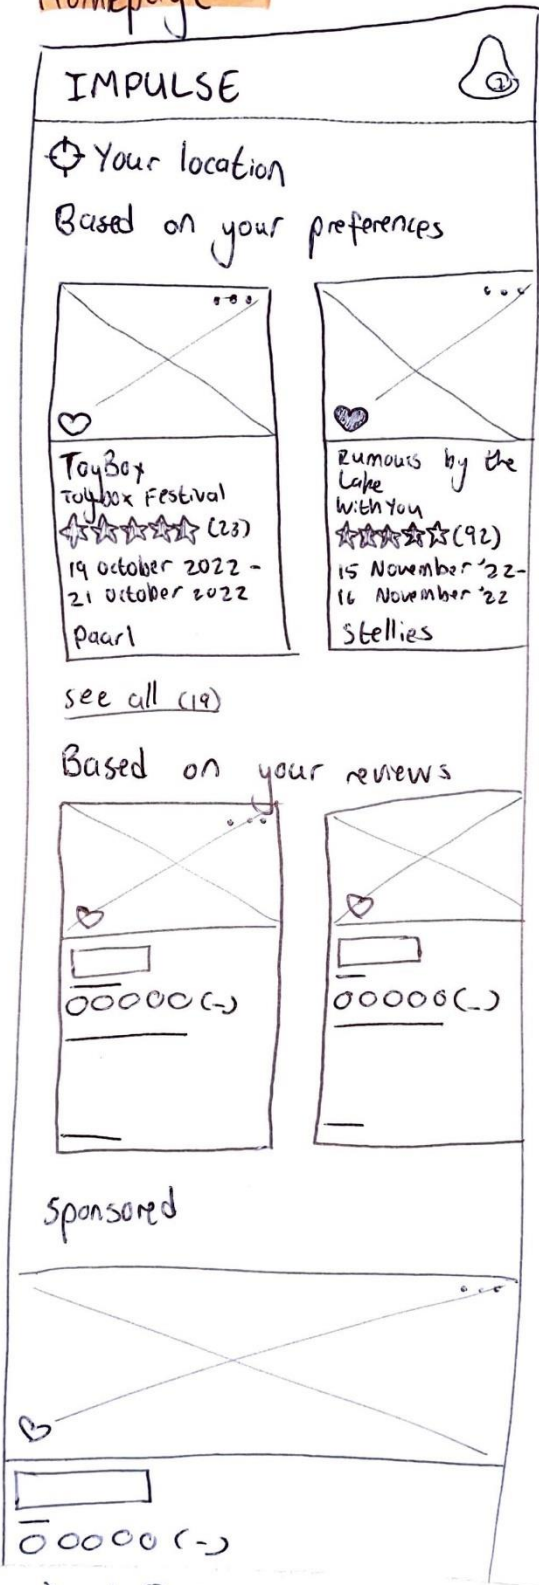 Homepage
IMPULSE
Your location
Based on your preferences
ToyBox
Toybox Festival
(23)
19 October 2022 -
21 October 2022
Paarl
Rumours by the
Lake
With You
(92)
15 November '22-
16 November '22
Stellies
see all (19)
Based on your reviews
(-)
(-)
Sponsored
(-)